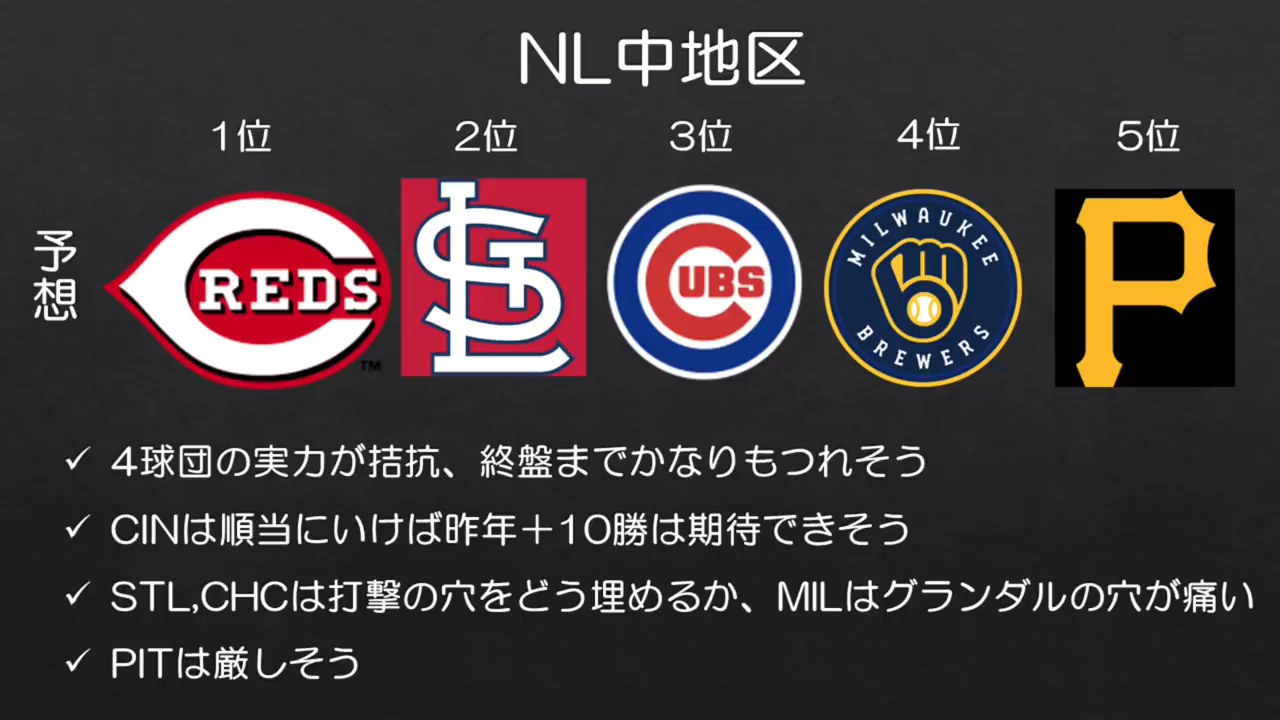 NL中地区
1位 2位 3位 4位 5位
予想
REDS
TM
STL
CUBS
MILWAUKEE
BREWERS
P
✓ 4球団の実力が拮抗、終盤までかなりもつれそう
✓ CINは順当にいけば昨年＋10勝は期待できそう
✓ STL,CHCは打撃の穴をどう埋めるか、MILはグランダルの穴が痛い
✓ PITは厳しそう